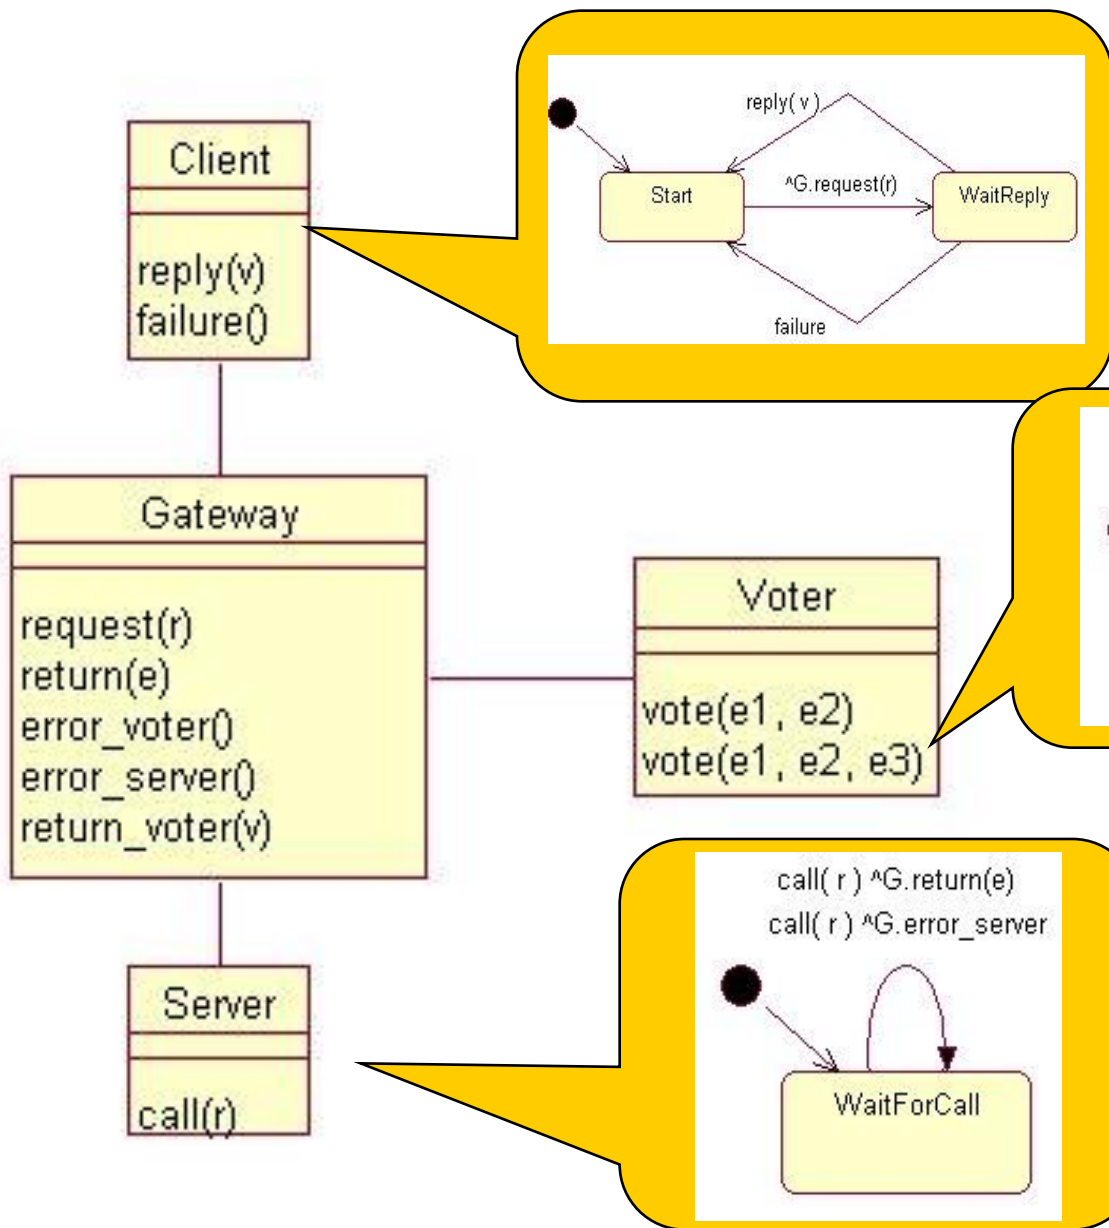 Client
reply(v)
failure()
reply( v )
Start
^G.request(r)
WaitReply
failure
Gateway
request(r)
return(e)
error_voter()
error_server()
return_voter(v)
Voter
vote(e1, e2)
vote(e1, e2, e3)
Server
call(r)
call( r ) ^G.return(e)
call( r ) ^G.error_server
WaitForCall